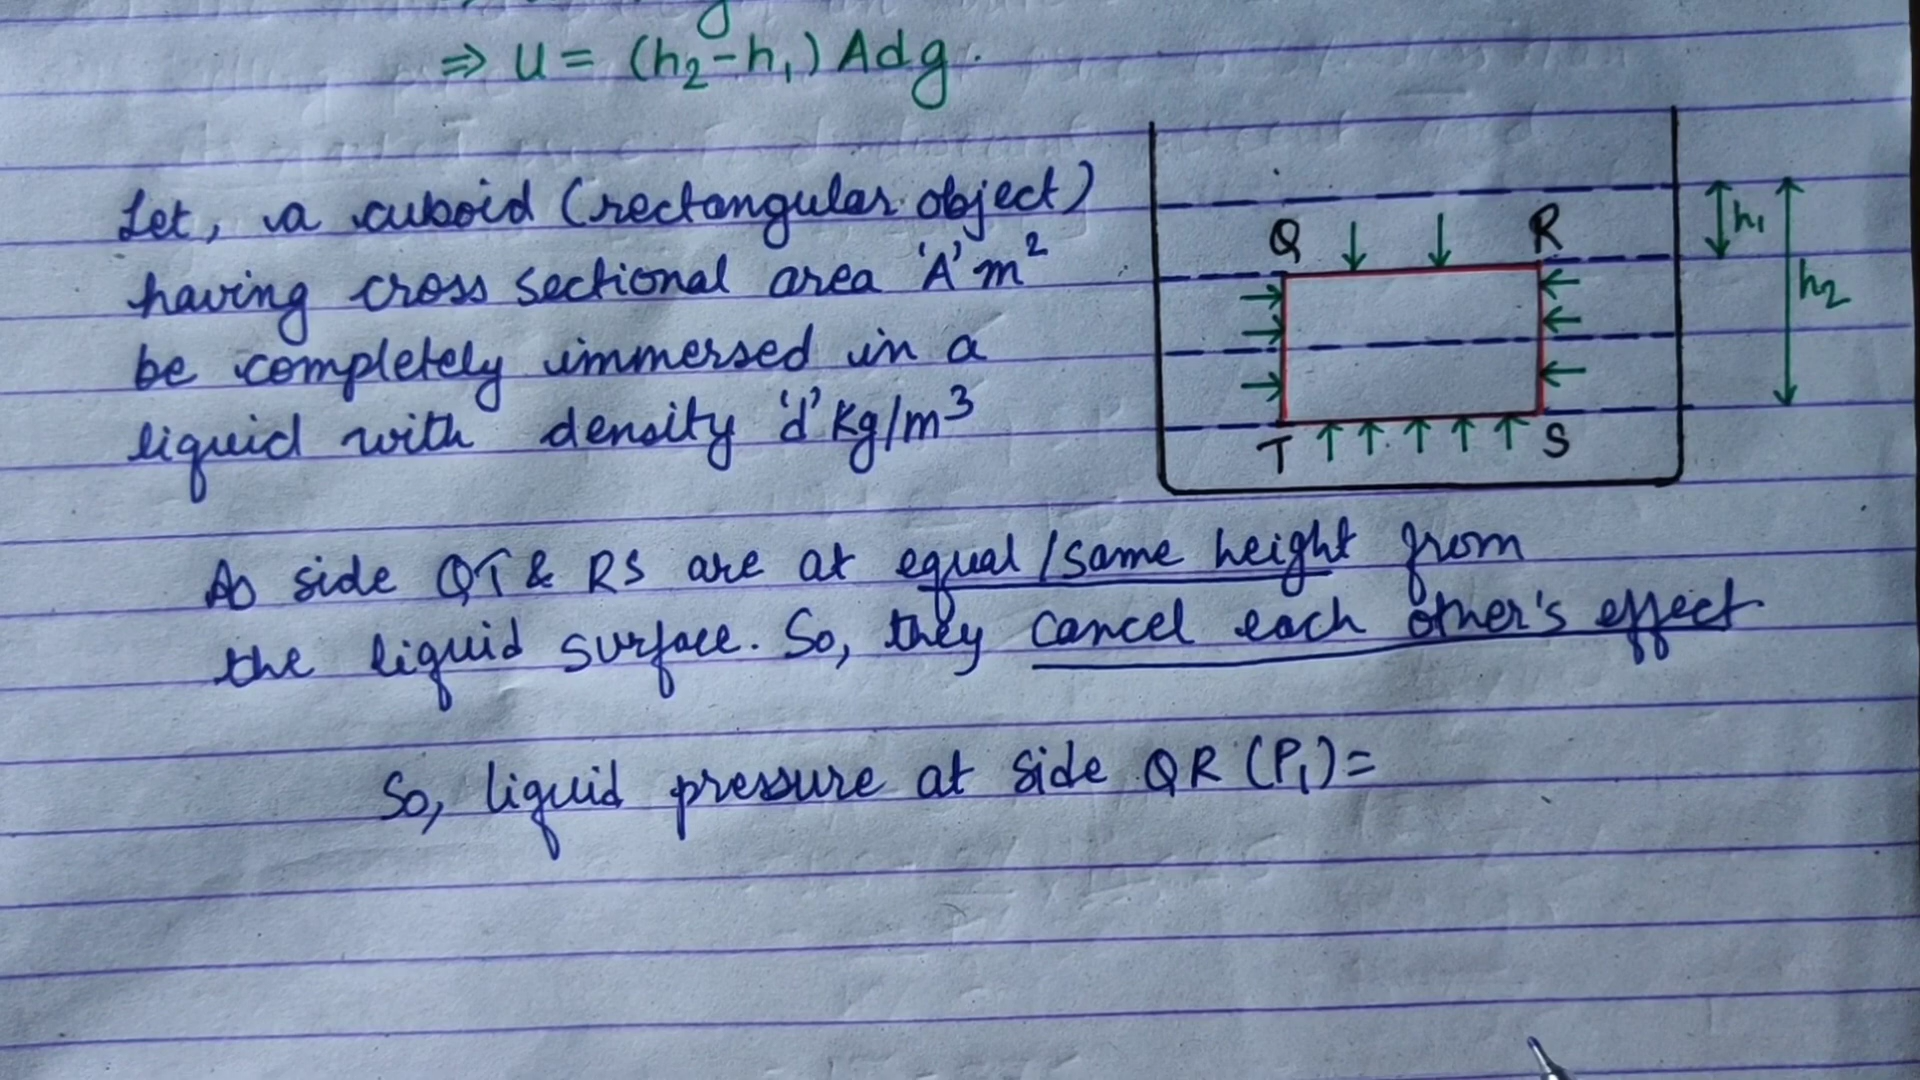 ⇒ U = (h₂-h₁) Adg.
Let, a cuboid (rectangular object)
having cross sectional area 'A' m²
be completely immersed in a
liquid with density 'd' kg/m³
Q R
T S
h₁
h₂
As side QT & RS are at equal/same height from
the liquid surface. So, they cancel each other's effect
So, liquid pressure at side QR (P₁)=